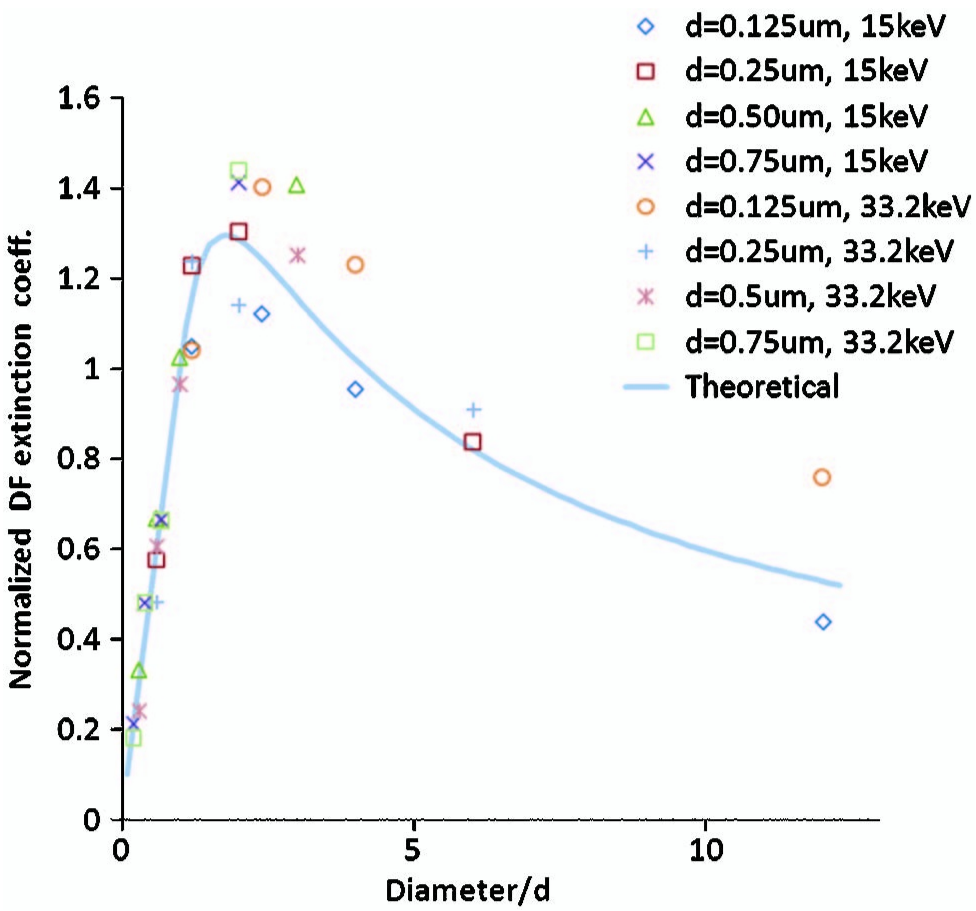 d=0.125um, 15keV
d=0.25um, 15keV
d=0.50um, 15keV
d=0.75um, 15keV
d=0.125um, 33.2keV
d=0.25um, 33.2keV
d=0.5um, 33.2keV
d=0.75um, 33.2keV
Theoretical
Normalized DF extinction coeff.
1.6
1.4
1.2
1
0.8
0.6
0.4
0.2
0
0 5 10
Diameter/d